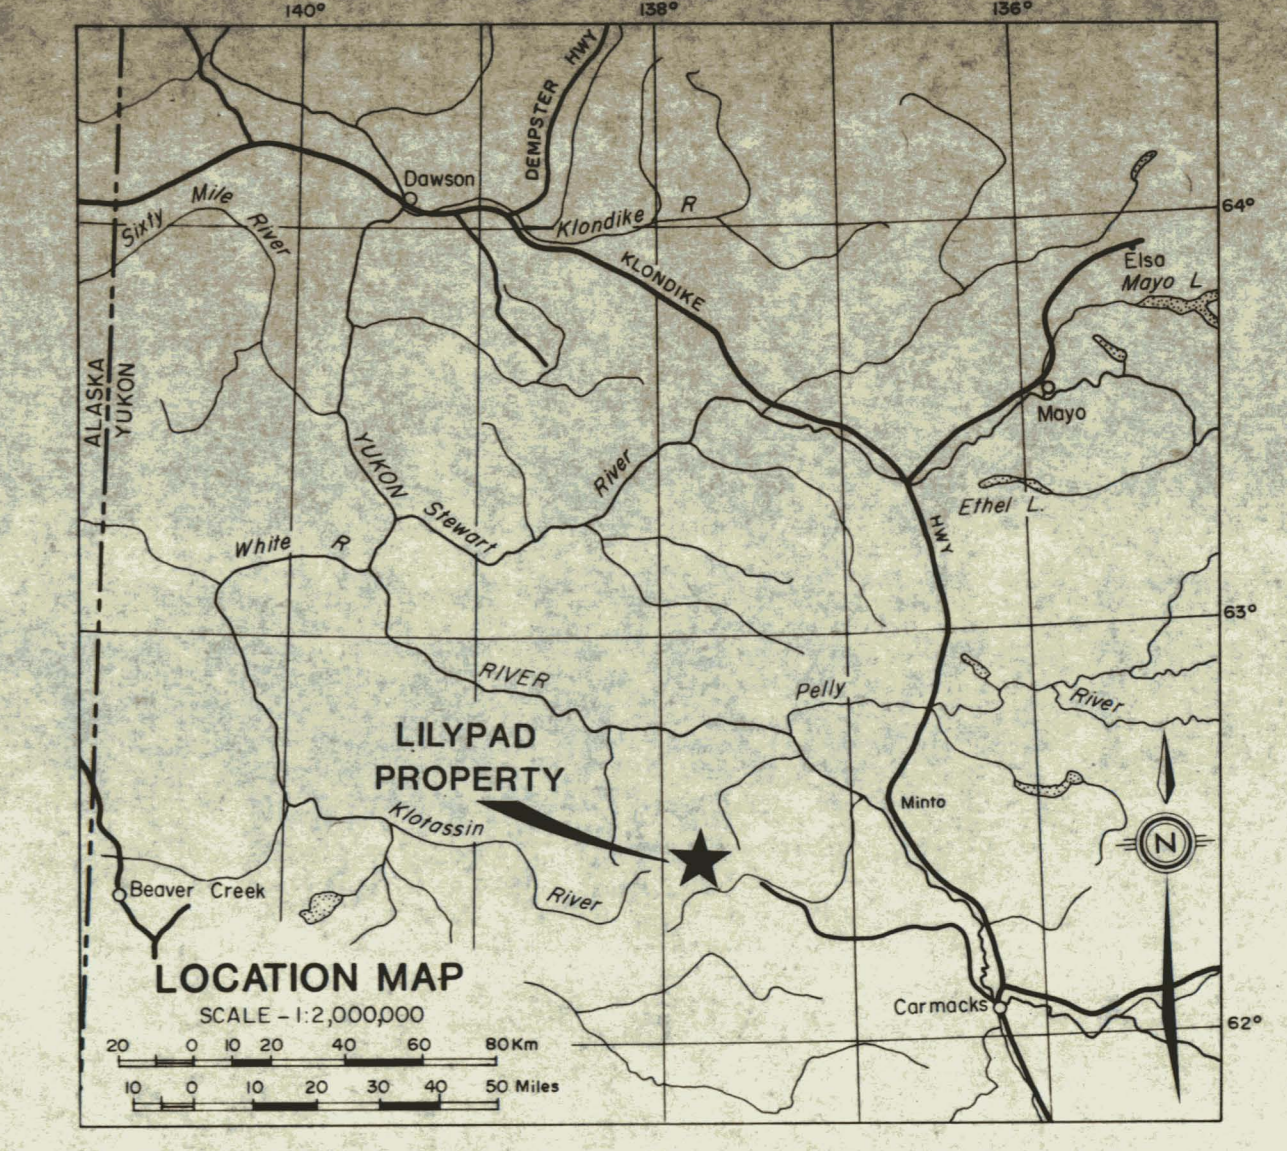 140° 138° 136°
DEMPSTER HWY
Dawson
Sixty Mile River
Klondike R
64°
KLONDIKE
Elsa
Mayo L
ALASKA
YUKON
Mayo
YUKON
Stewart River
Ethel L.
HWY
White R
63°
RIVER
Pelly River
LILYPAD
PROPERTY
Minto
Klotassin River
N
Beaver Creek
LOCATION MAP
SCALE - 1:2,000,000
Carmacks
62°
20 0 10 20 40 60 80 Km
10 0 10 20 30 40 50 Miles